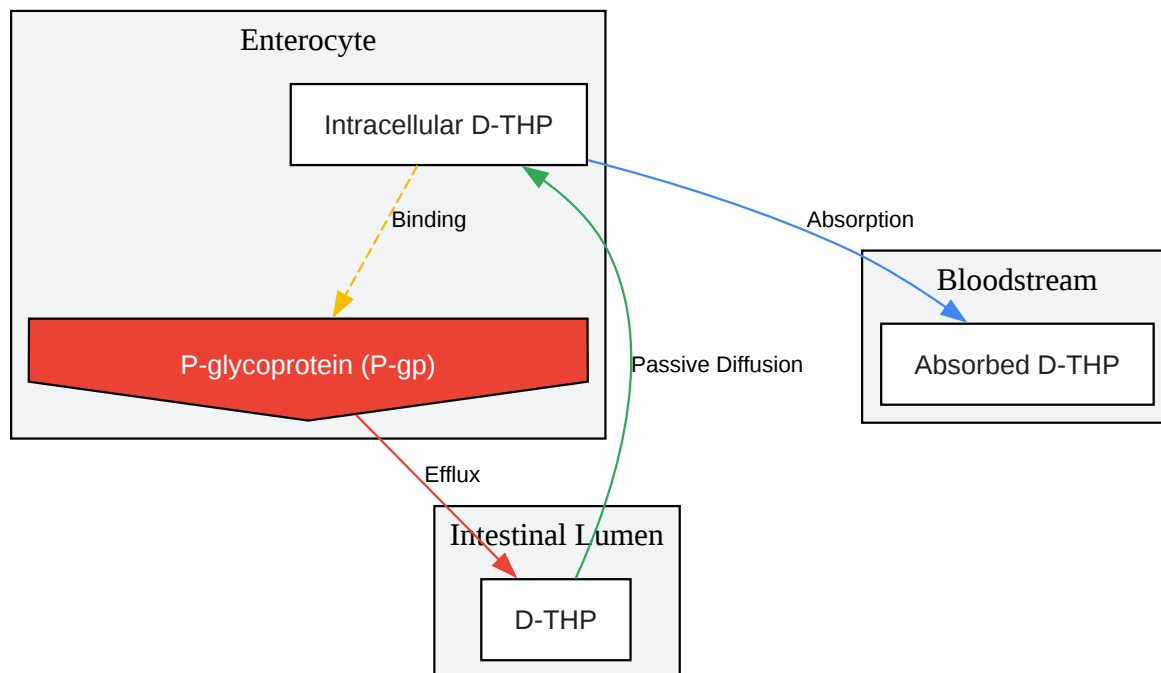 Enterocyte
Intracellular D-THP
Binding
Absorption
Bloodstream
P-glycoprotein (P-gp)
Passive Diffusion
Absorbed D-THP
Efflux
Intestinal Lumen
D-THP